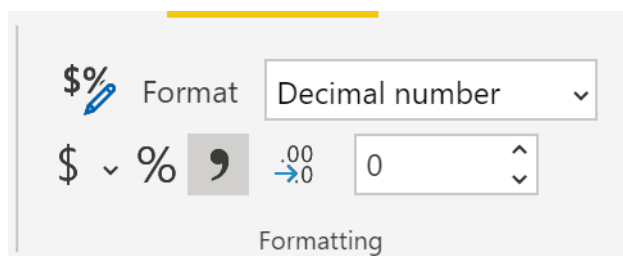 $% Format Decimal number
$ % , .00 .0 0
Formatting